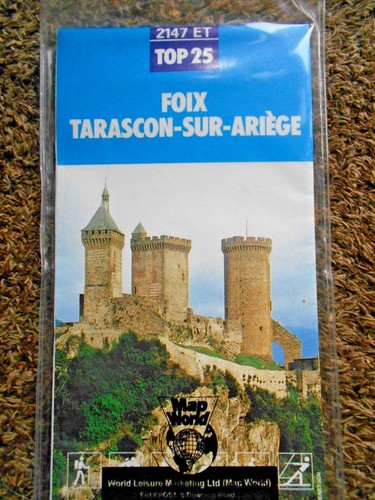 2147 ET
TOP 25
FOIX
TARASCON-SUR-ARIÈGE
Map
World
World Leisure Marketing Ltd (Map World)